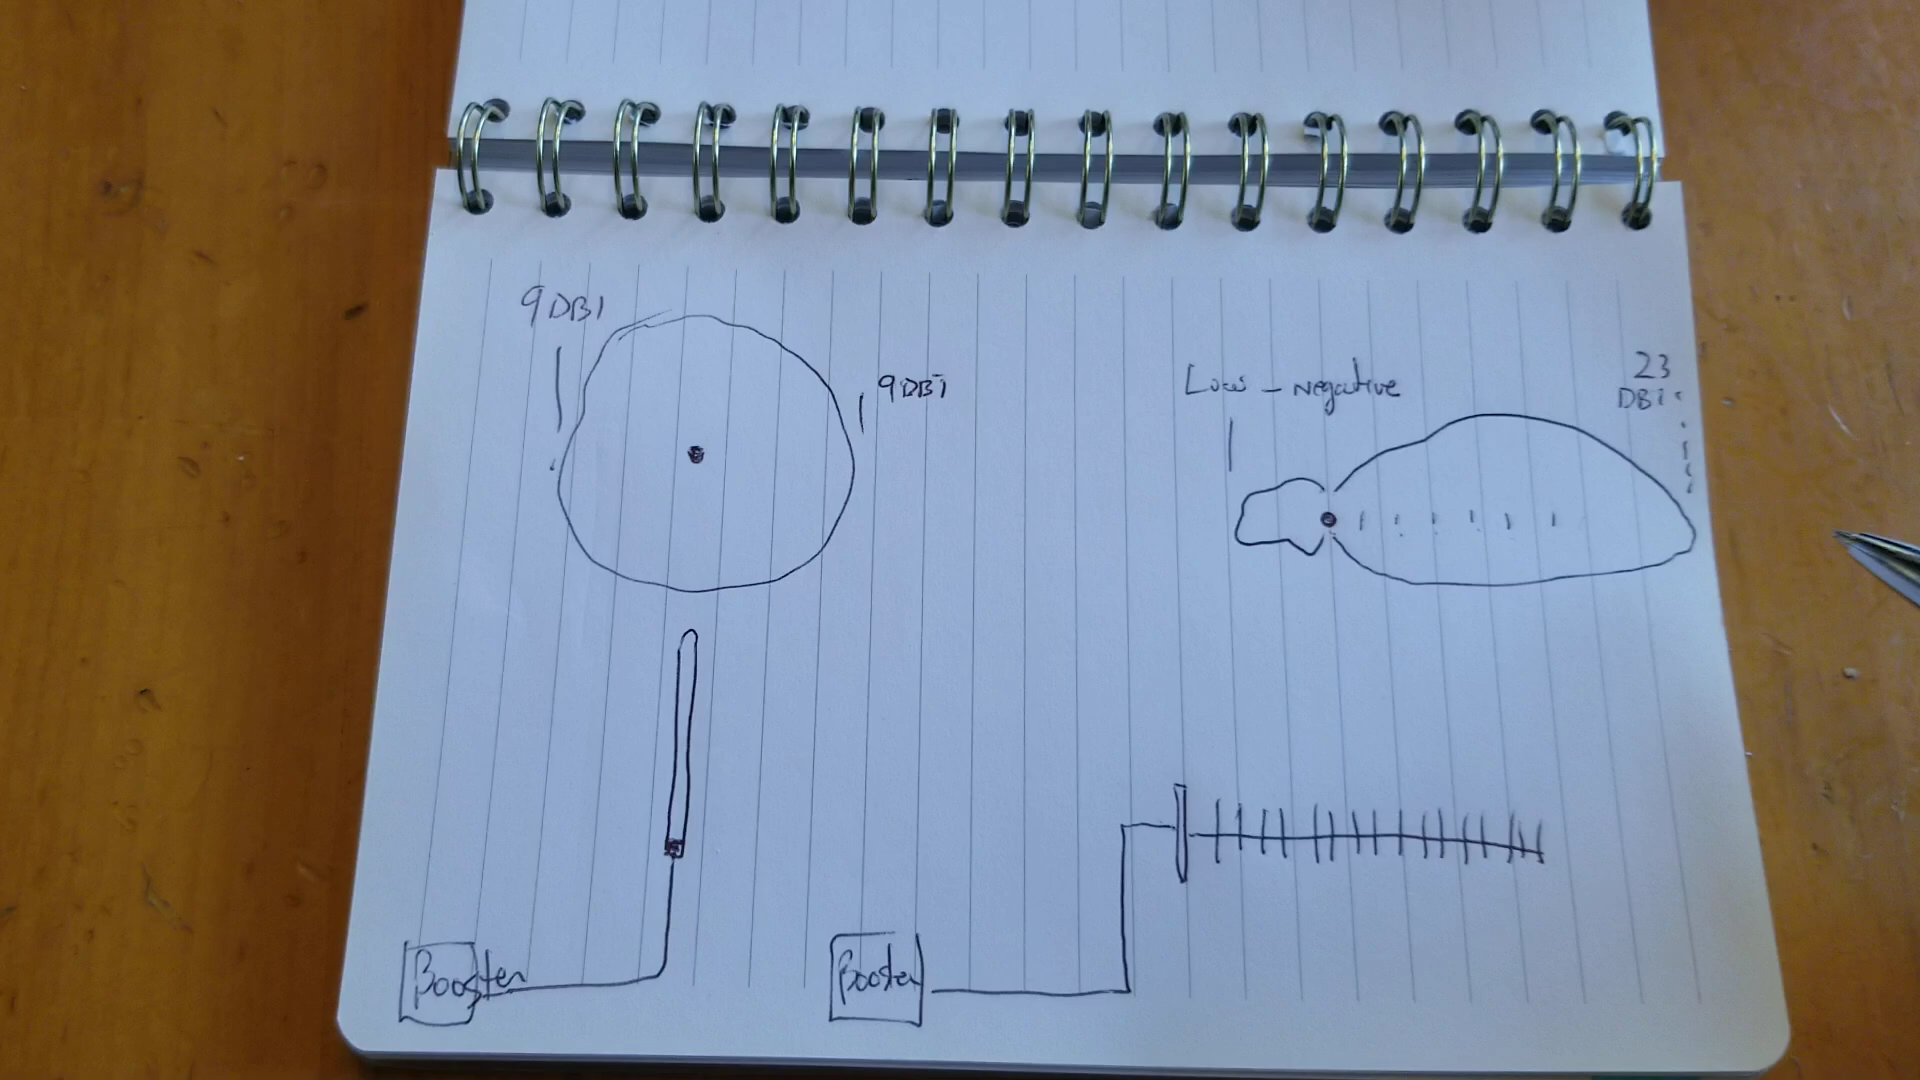 9DBI
9DBI
Low - Negative
23
DBI
Booster
Booster